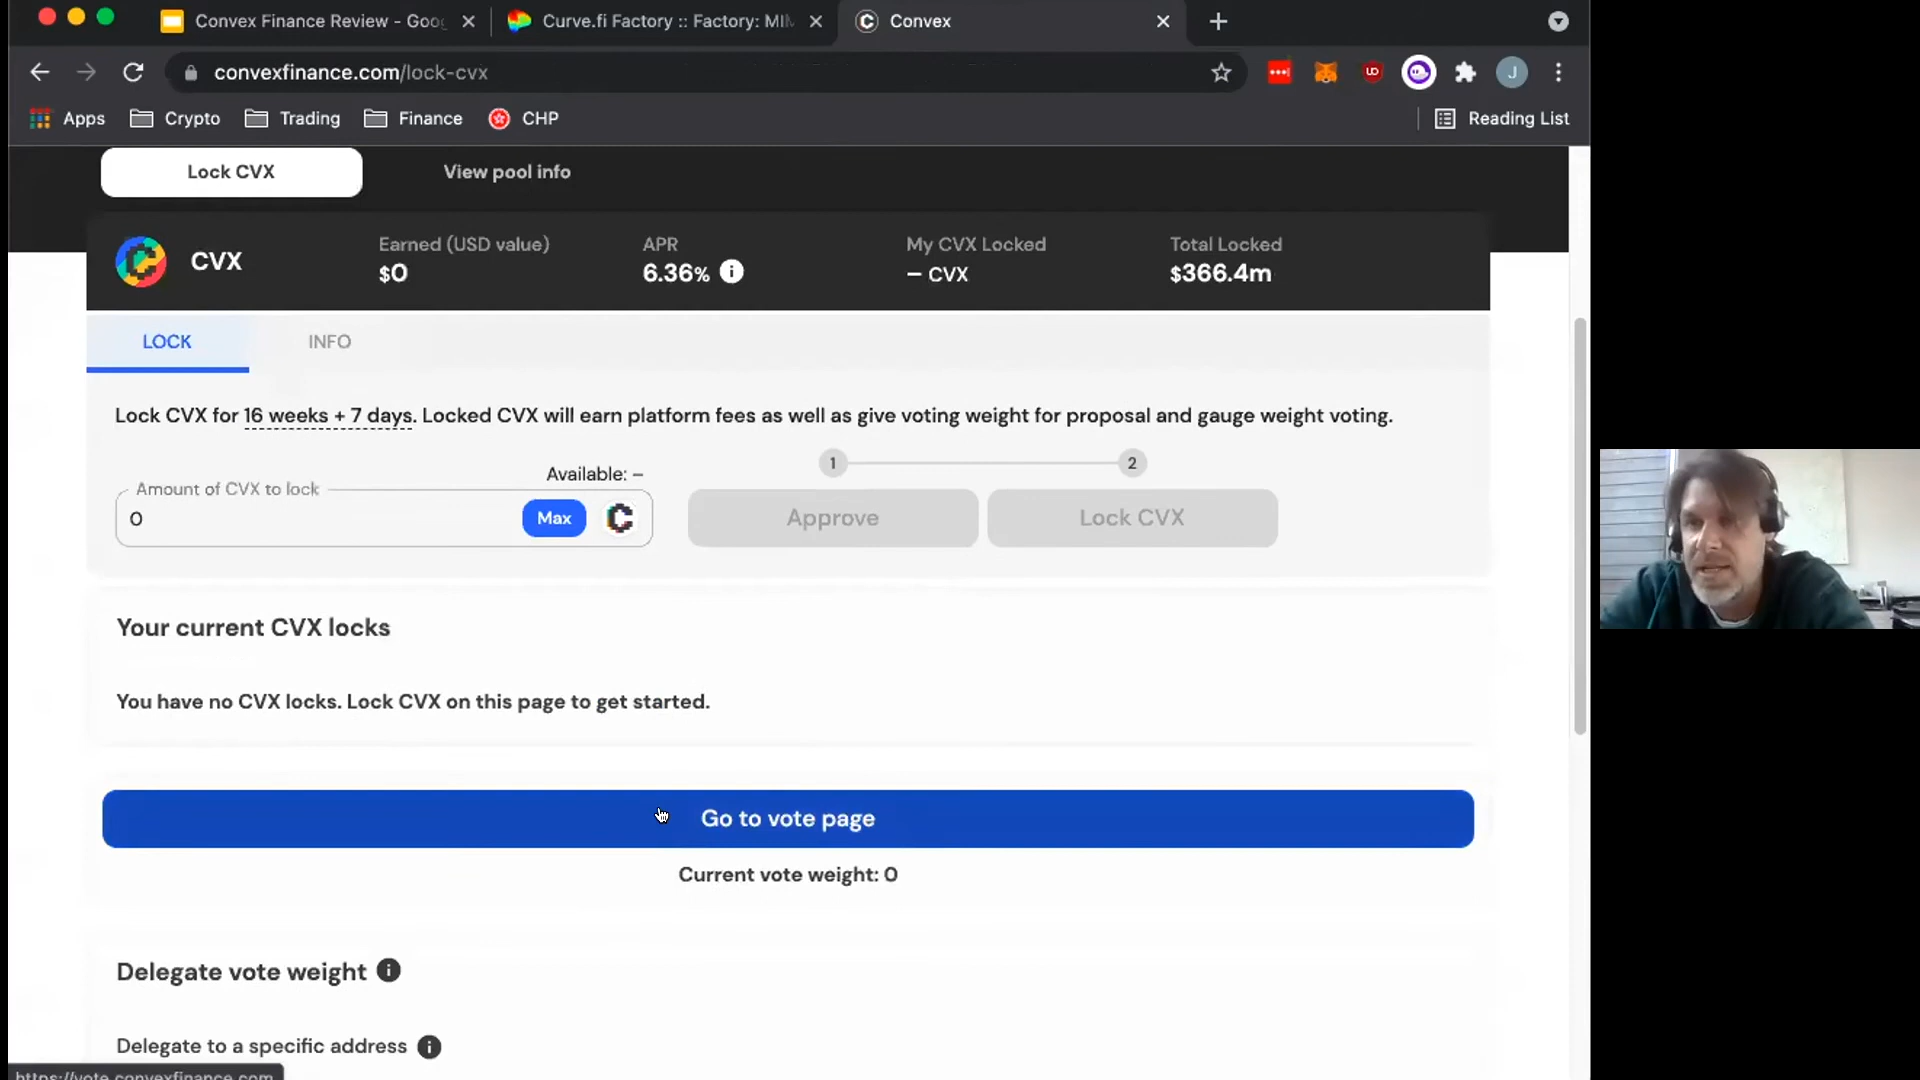 Convex Finance Review - Goog
Curve.fi Factory :: Factory: MIM
Convex
convexfinance.com/lock-cvx
J
Apps
Crypto
Trading
Finance
CHP
Reading List
Lock CVX
View pool info
CVX
Earned (USD value)
$0
APR
6.36%
My CVX Locked
– CVX
Total Locked
$366.4m
LOCK
INFO
Lock CVX for 16 weeks + 7 days. Locked CVX will earn platform fees as well as give voting weight for proposal and gauge weight voting.
Available: –
Amount of CVX to lock
0
Max
1
2
Approve
Lock CVX
Your current CVX locks
You have no CVX locks. Lock CVX on this page to get started.
Go to vote page
Current vote weight: 0
Delegate vote weight
Delegate to a specific address
https://vote.convexfinance.com